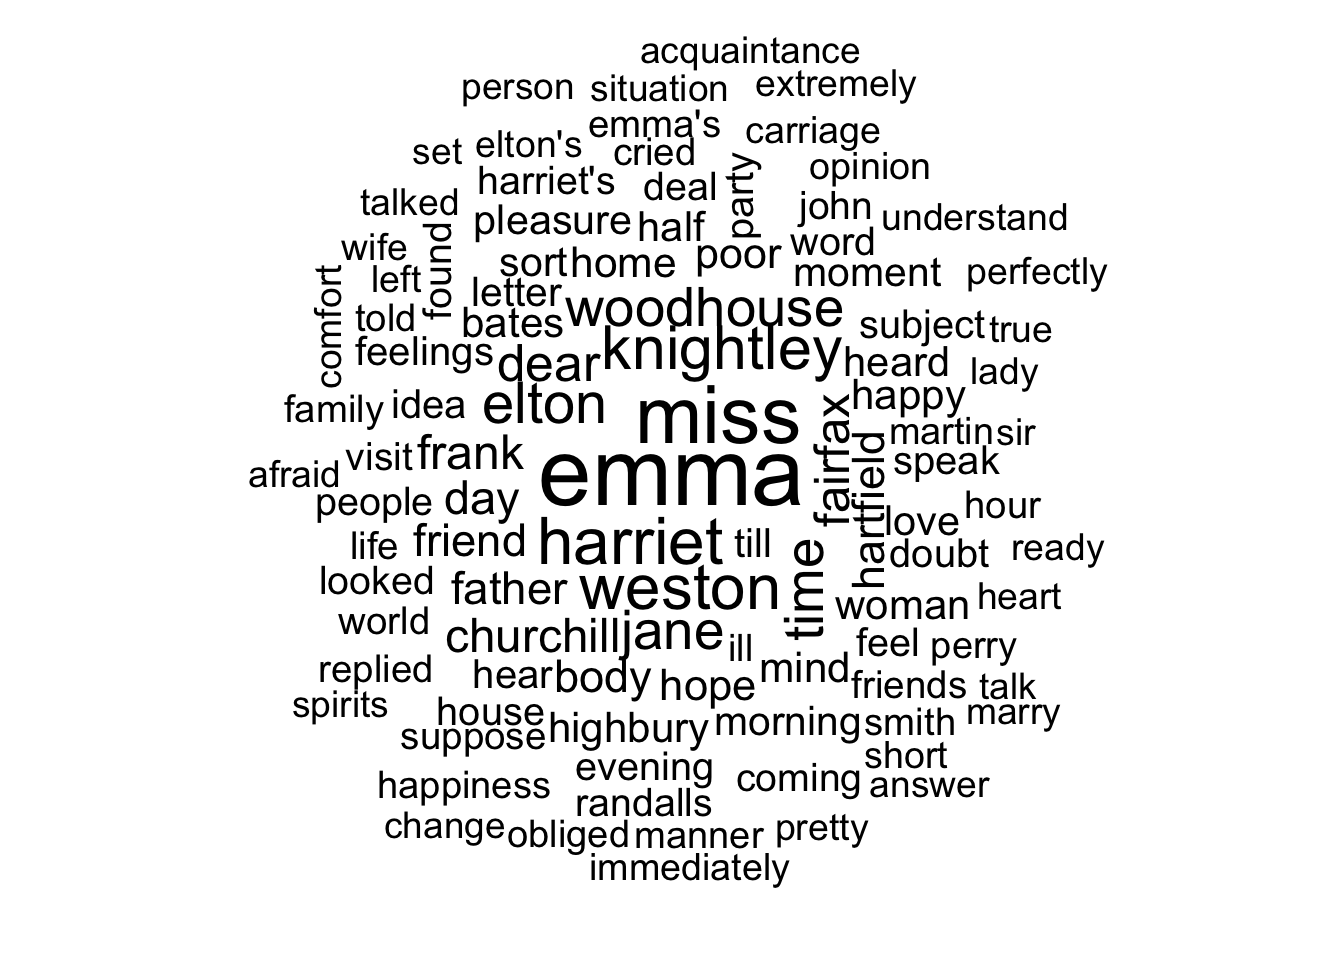 acquaintance
person situation extremely
emma's carriage
set elton's cried
party
opinion
harriet's deal
talked john understand
pleasure half
wife found word
sort home poor moment perfectly
left
comfort
letter woodhouse
told bates subject true
feelings dear knightley heard lady
family idea elton miss happy
fairfax
martin sir
visit frank emma hartfield speak
afraid
people day love hour
life friend harriet till doubt ready
looked father weston time woman heart
world churchill jane ill feel perry
replied hear body hope mind friends talk
spirits house highbury morning smith marry
suppose
evening short
happiness coming answer
randalls
change obliged manner pretty
immediately